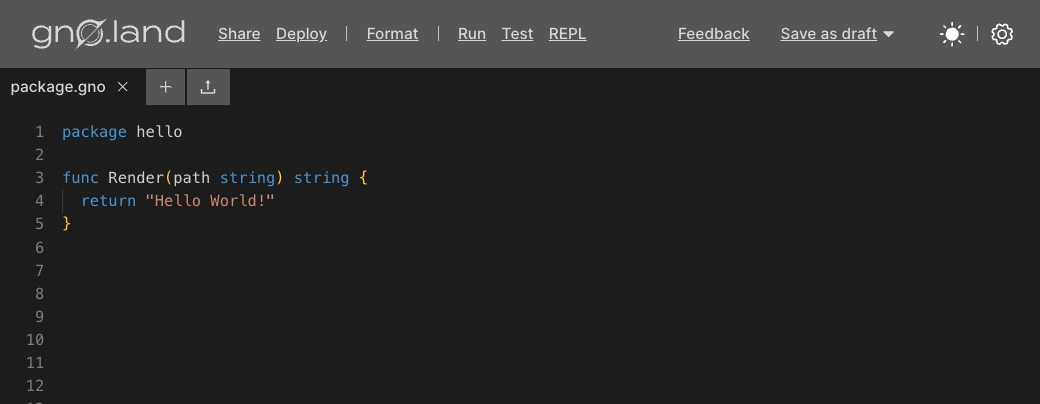 gno.land Share Deploy | Format | Run Test REPL Feedback Save as draft
package.gno
1 package hello
2
3 func Render(path string) string {
4 return "Hello World!"
5 }
6
7
8
9
10
11
12